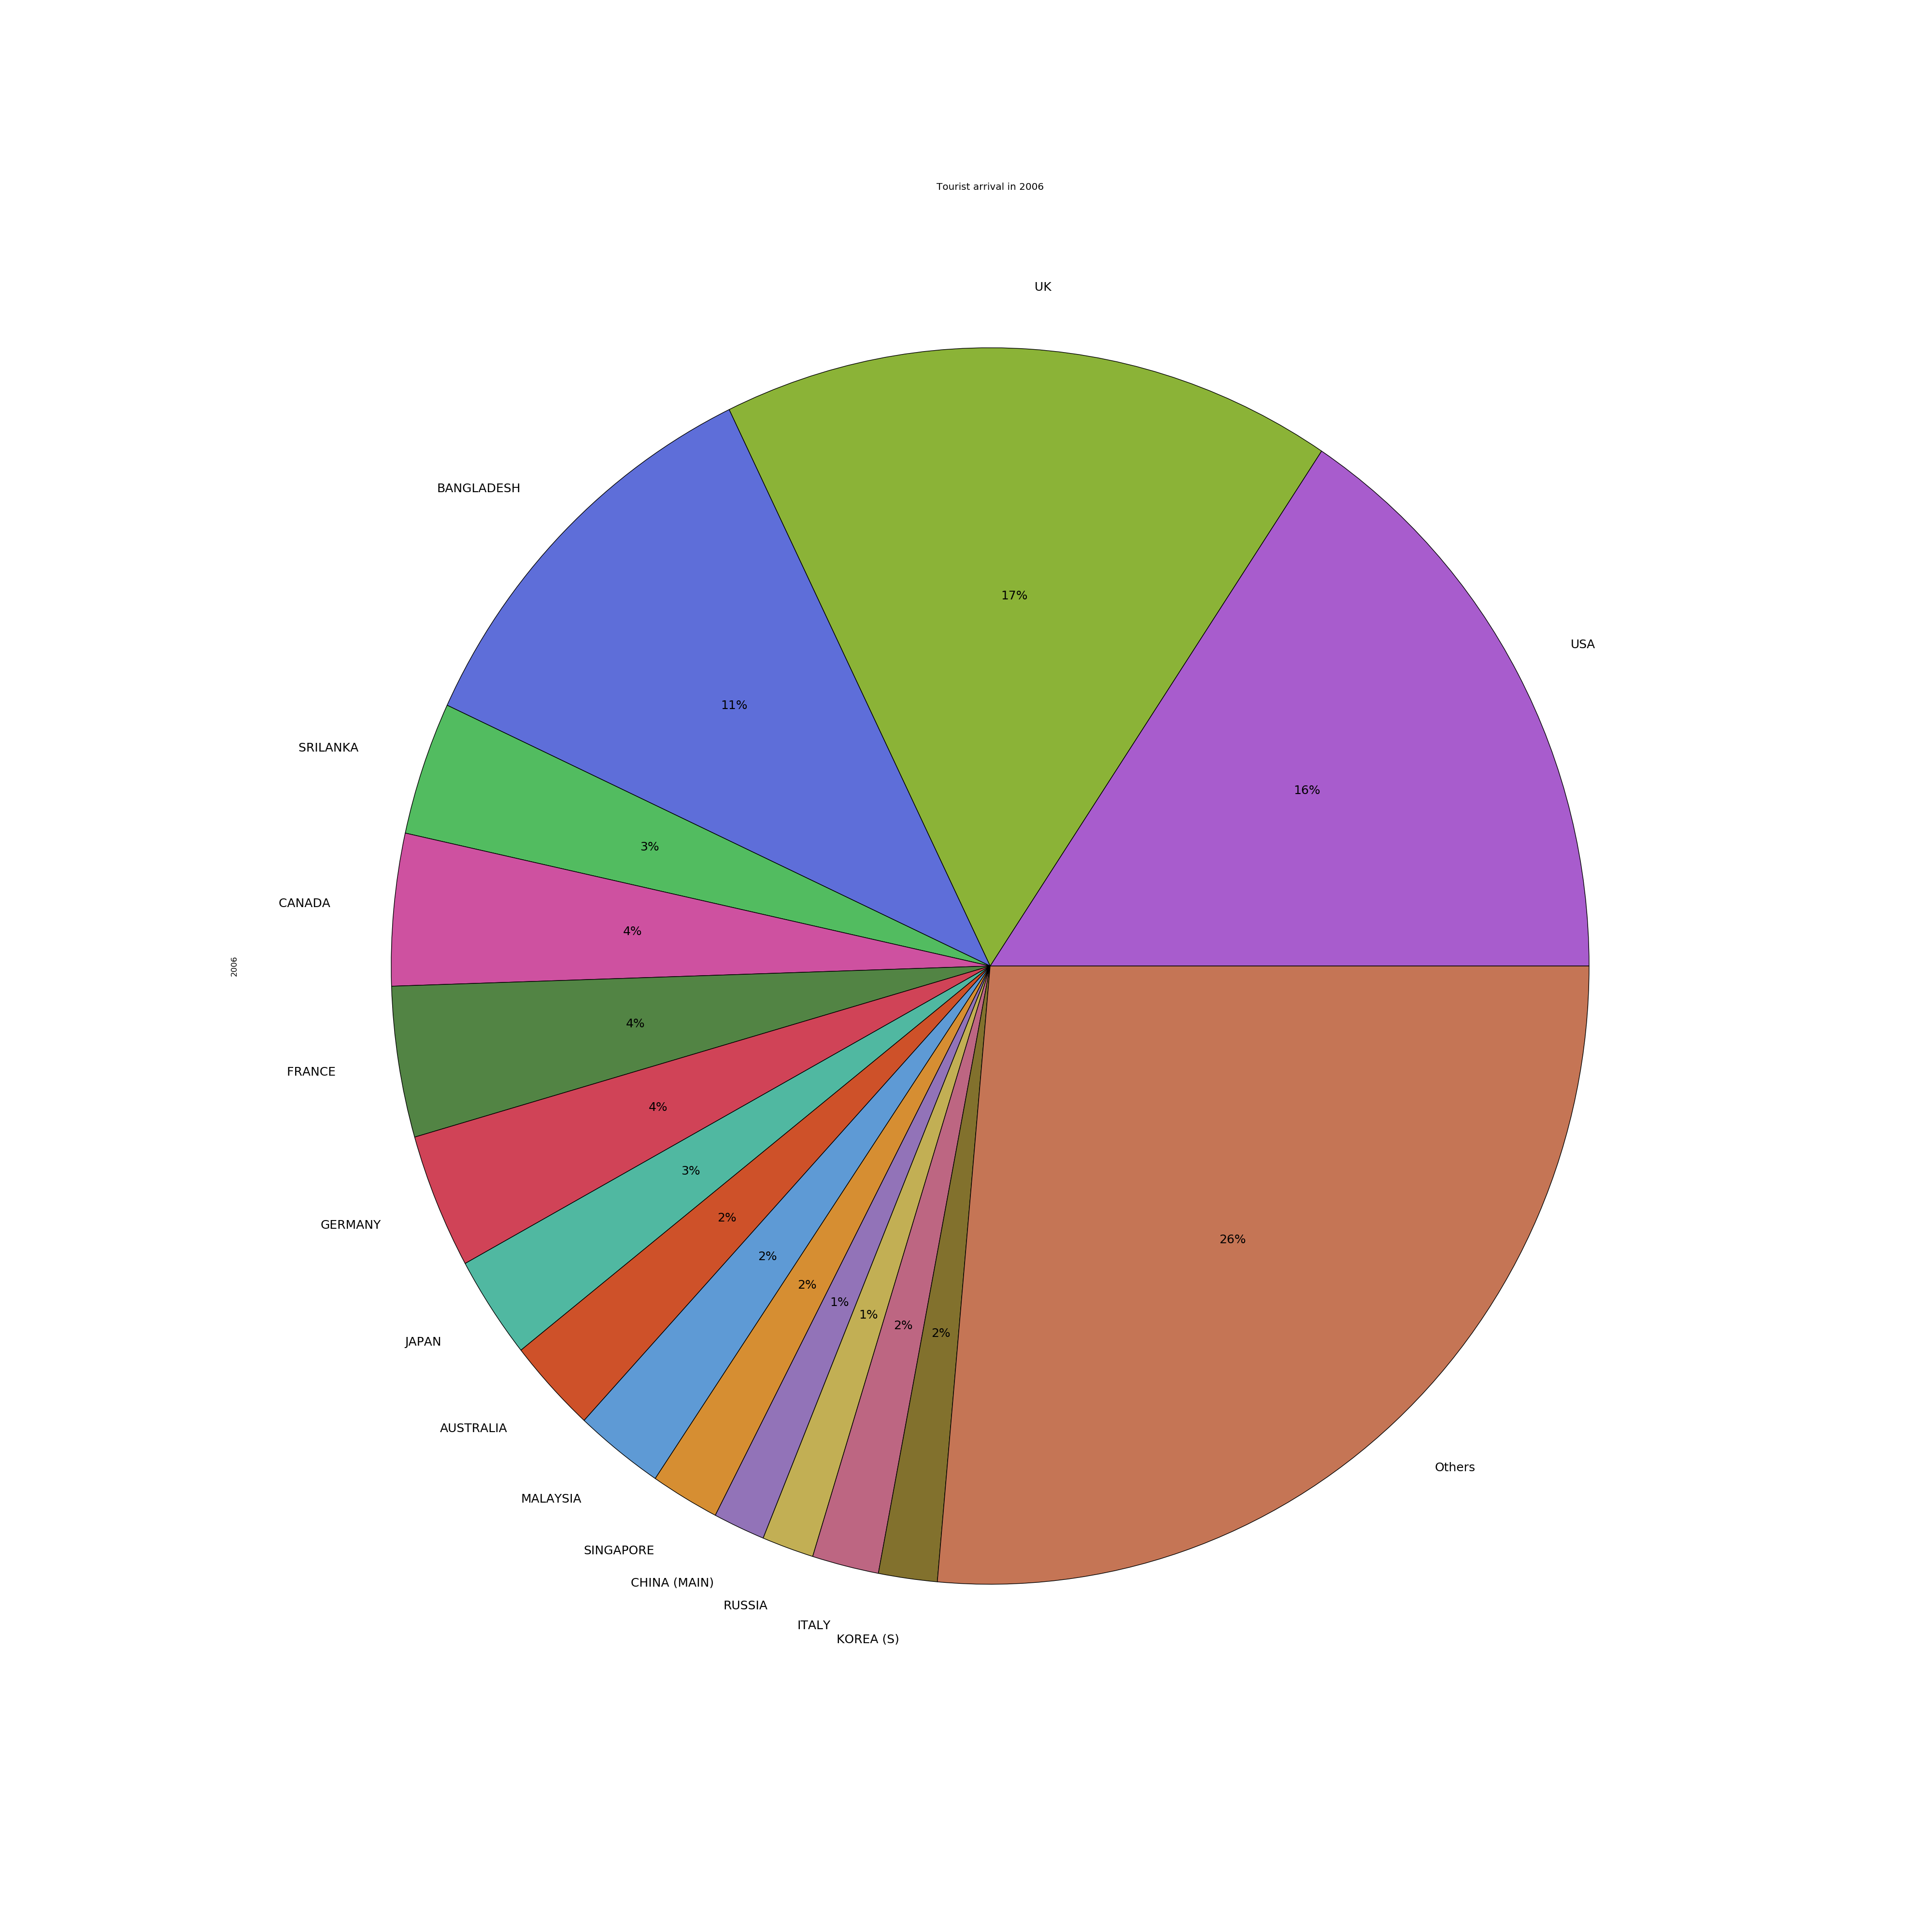 Tourist arrival in 2006
UK
BANGLADESH
17%
USA
11%
SRILANKA
16%
3%
CANADA
4%
2006
4%
FRANCE
4%
3%
GERMANY
2%
26%
2%
2%
1%
1%
2%
2%
JAPAN
AUSTRALIA
Others
MALAYSIA
SINGAPORE
CHINA (MAIN)
RUSSIA
ITALY
KOREA (S)